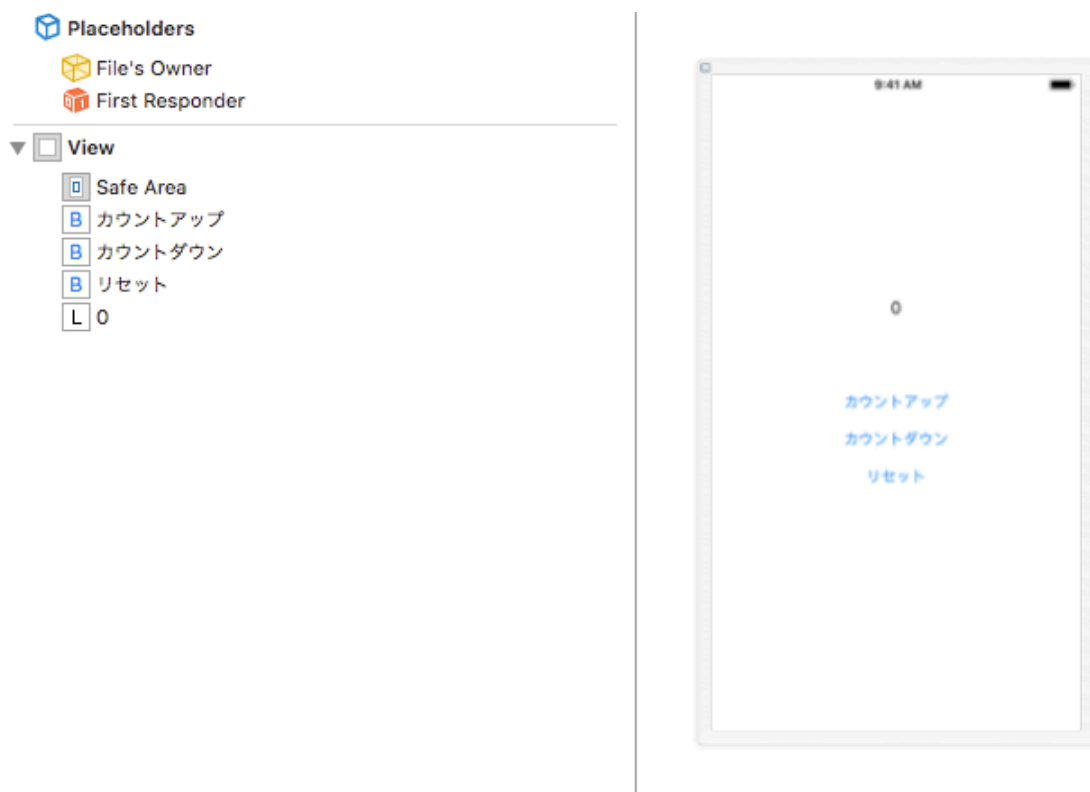 Placeholders
File's Owner
First Responder
View
Safe Area
B カウントアップ
B カウントダウン
B リセット
L 0
9:41 AM
0
カウントアップ
カウントダウン
リセット